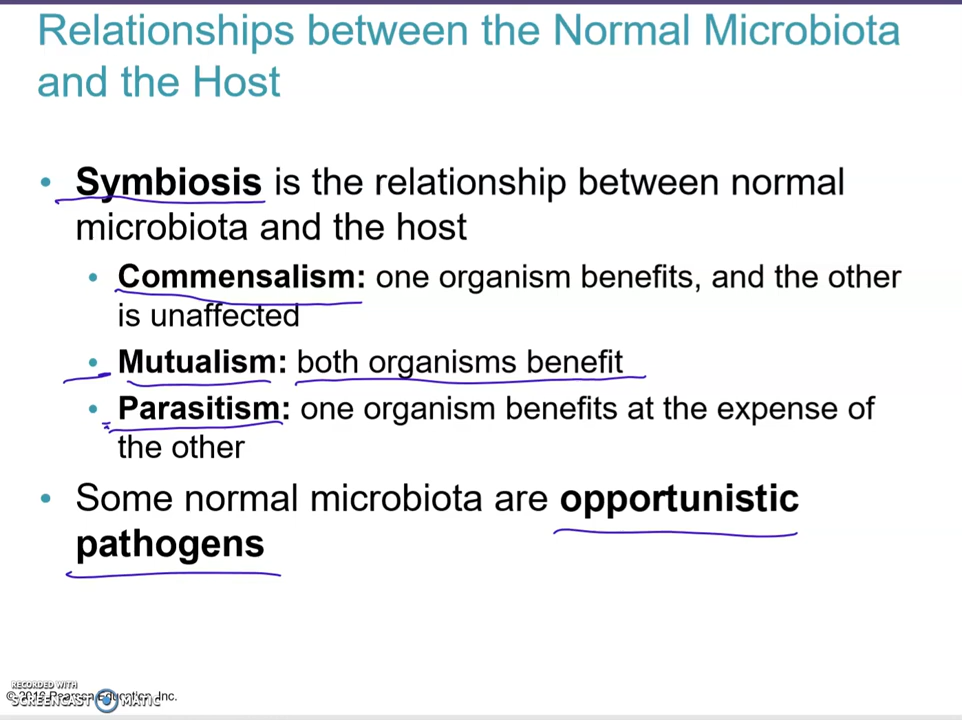 Relationships between the Normal Microbiota
and the Host
• Symbiosis is the relationship between normal
microbiota and the host
• Commensalism: one organism benefits, and the other
is unaffected
• Mutualism: both organisms benefit
• Parasitism: one organism benefits at the expense of
the other
• Some normal microbiota are opportunistic
pathogens
RECORDED WITH
© Pearson Education, Inc.
SCREENCAST MATIC